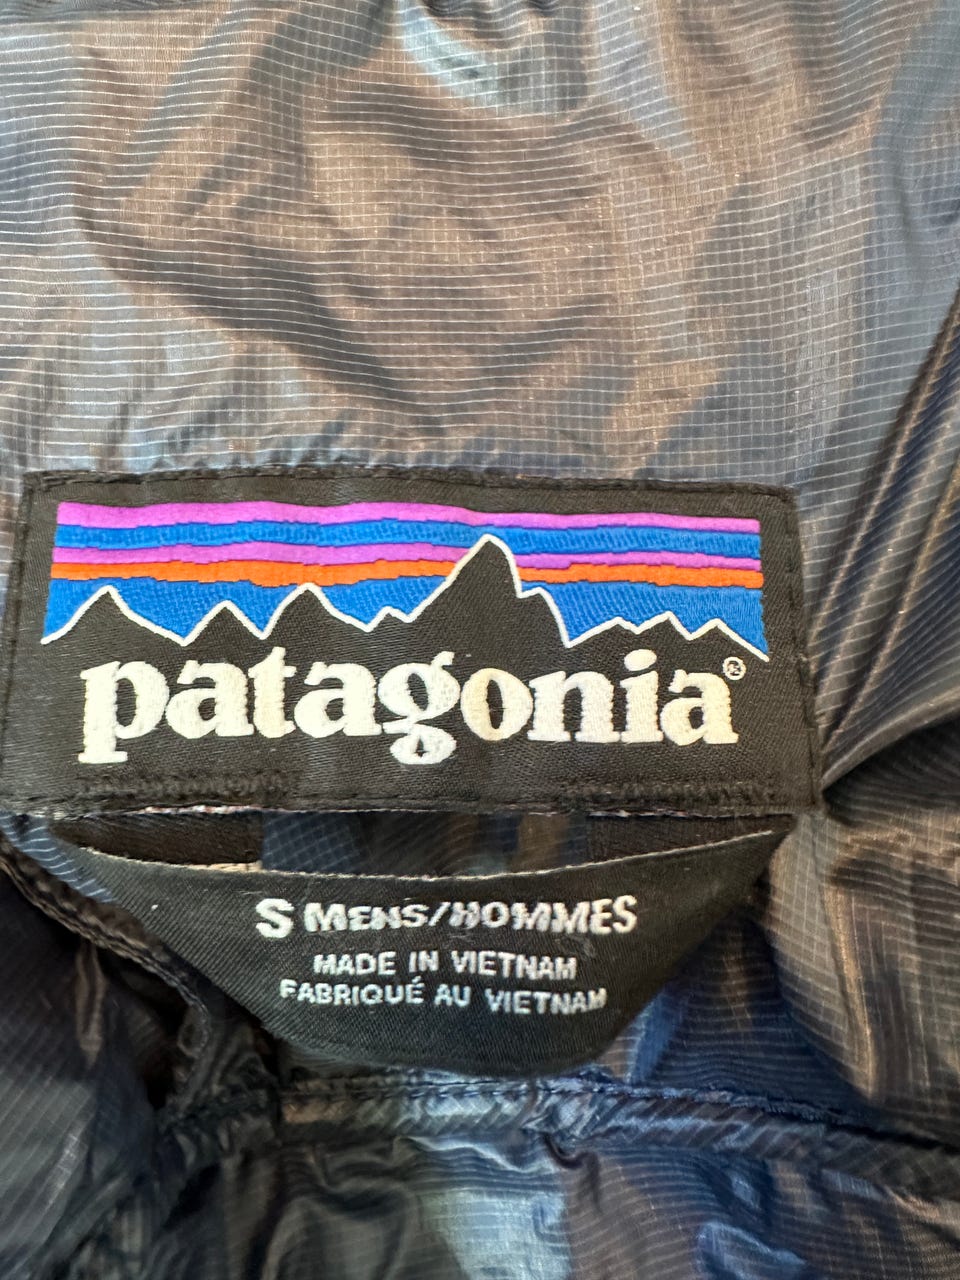 patagonia®
S MENS/HOMMES
MADE IN VIETNAM
FABRIQUÉ AU VIETNAM